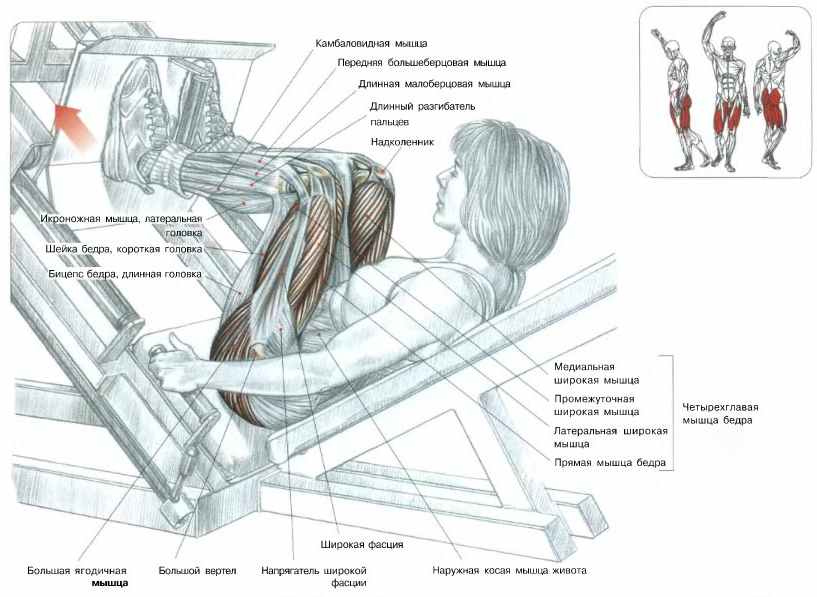 Камбаловидная мышца
Передняя большеберцовая мышца
Длинная малоберцовая мышца
Длинный разгибатель
пальцев
Надколенник
Икроножная мышца, латеральная
головка
Шейка бедра, короткая головка
Бицепс бедра, длинная головка
Медиальная
широкая мышца
Промежуточная
широкая мышца
Латеральная широкая
мышца
Прямая мышца бедра
Четырехглавая
мышца бедра
Широкая фасция
Большая ягодичная
мышца
Большой вертел
Напрягатель широкой
фасции
Наружная косая мышца живота